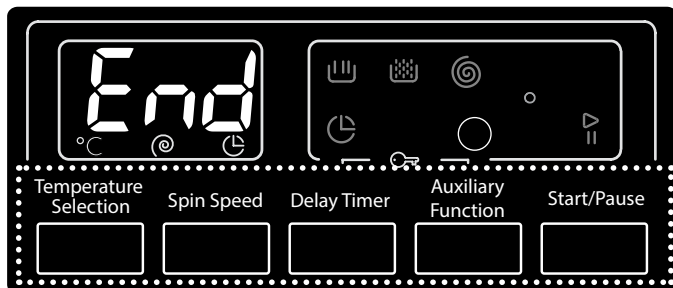 End
°C
Temperature
Selection
Spin Speed
Delay Timer
Auxiliary
Function
Start/Pause